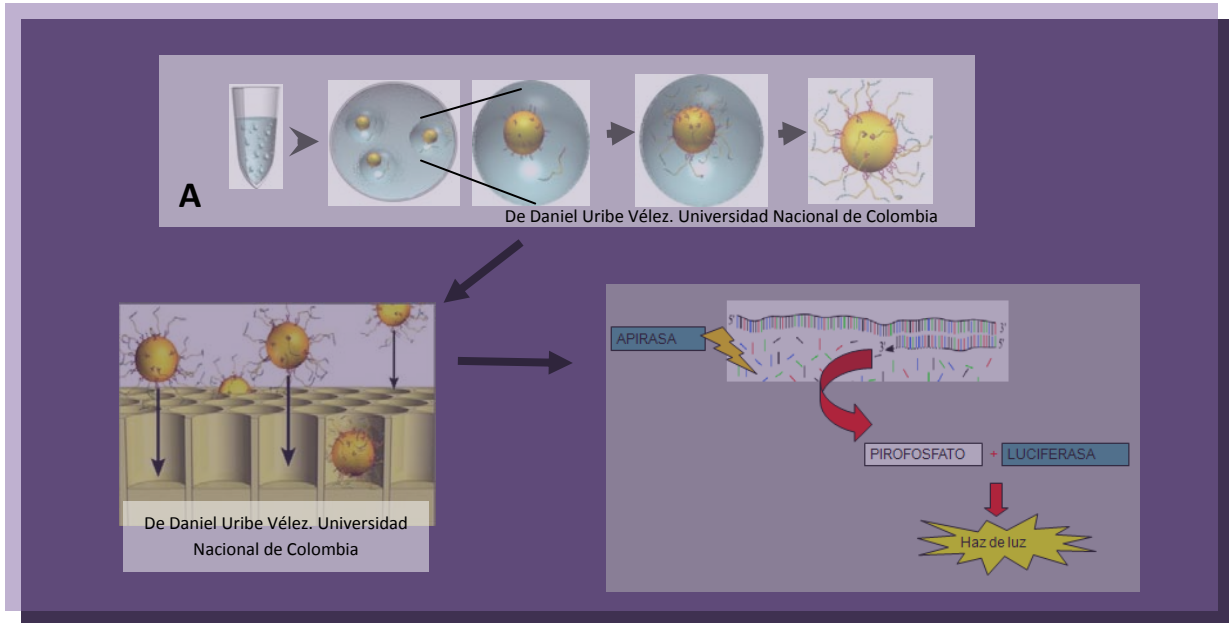 A
De Daniel Uribe Vélez. Universidad Nacional de Colombia
De Daniel Uribe Vélez. Universidad
Nacional de Colombia
5'
3'
APIRASA
3'
5'
PIROFOSFATO + LUCIFERASA
Haz de luz